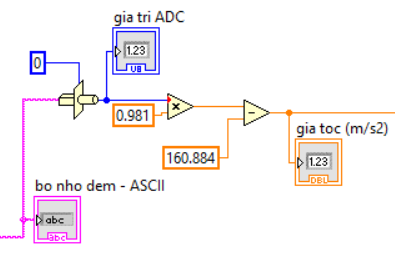 gia tri ADC
0
1.23
U8
0.981
×
160.884
-
gia toc (m/s2)
1.23
DBL
bo nho dem - ASCII
abc
abc